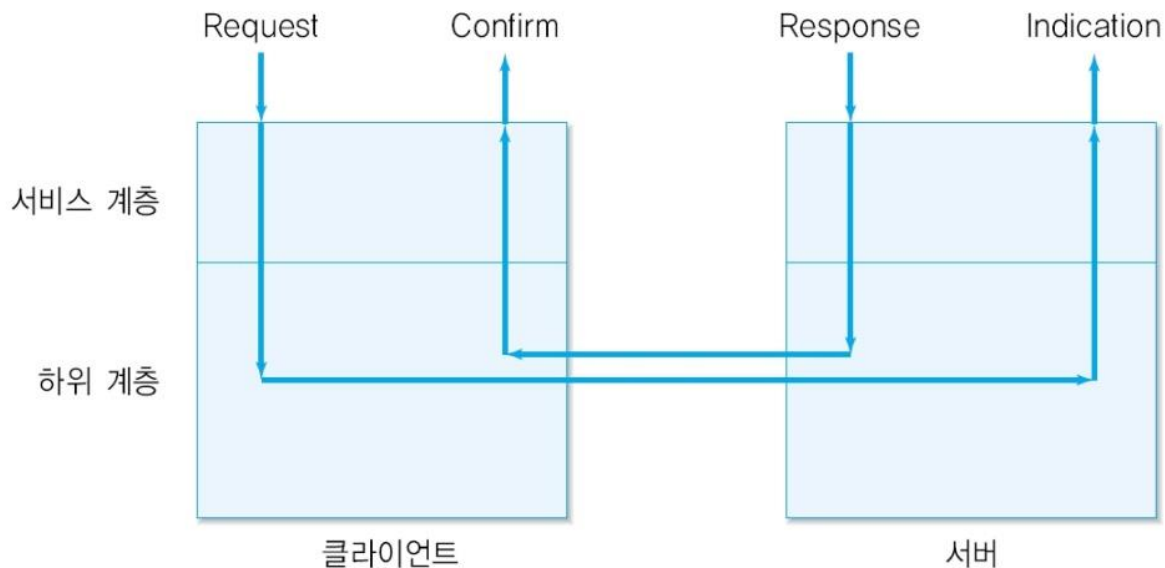 Request Confirm Response Indication
서비스 계층
하위 계층
클라이언트 서버